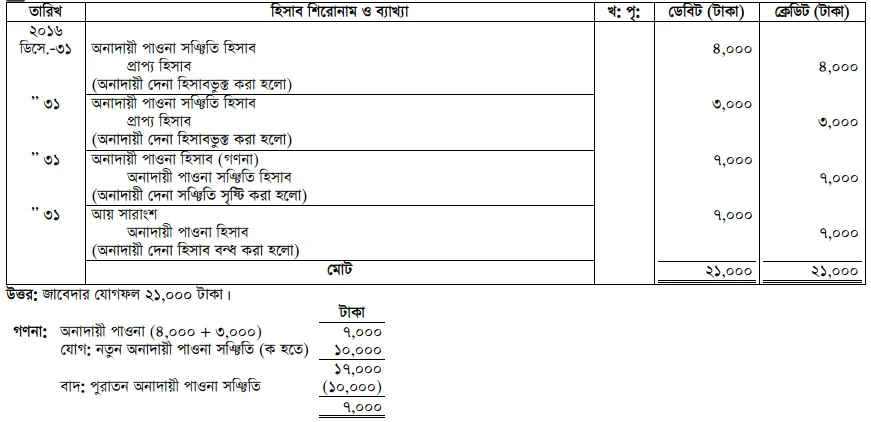 তারিখ হিসাব শিরোনাম ও ব্যাখ্যা খ: পৃ: ডেবিট (টাকা) ক্রেডিট (টাকা)
২০১৬
ডিসে.-৩১ অনাদায়ী পাওনা সঞ্চিতি হিসাব ৪,০০০
প্রাপ্য হিসাব ৪,০০০
(অনাদায়ী দেনা হিসাবভুক্ত করা হলো)
” ৩১ অনাদায়ী পাওনা সঞ্চিতি হিসাব ৩,০০০
প্রাপ্য হিসাব ৩,০০০
(অনাদায়ী দেনা হিসাবভুক্ত করা হলো)
” ৩১ অনাদায়ী পাওনা হিসাব (গণনা) ৭,০০০
অনাদায়ী পাওনা সঞ্চিতি হিসাব ৭,০০০
(অনাদায়ী দেনা সঞ্চিতি সৃষ্টি করা হলো)
” ৩১ আয় সারাংশ ৭,০০০
অনাদায়ী পাওনা হিসাব ৭,০০০
(অনাদায়ী দেনা হিসাব বন্ধ করা হলো)
মোট ২১,০০০ ২১,০০০
উত্তর: জাবেদার যোগফল ২১,০০০ টাকা।
টাকা
গণনা: অনাদায়ী পাওনা (৪,০০০ + ৩,০০০) ৭,০০০
যোগ: নতুন অনাদায়ী পাওনা সঞ্চিতি (ক হতে) ১০,০০০
১৭,০০০
বাদ: পুরাতন অনাদায়ী পাওনা সঞ্চিতি (১০,০০০)
৭,০০০